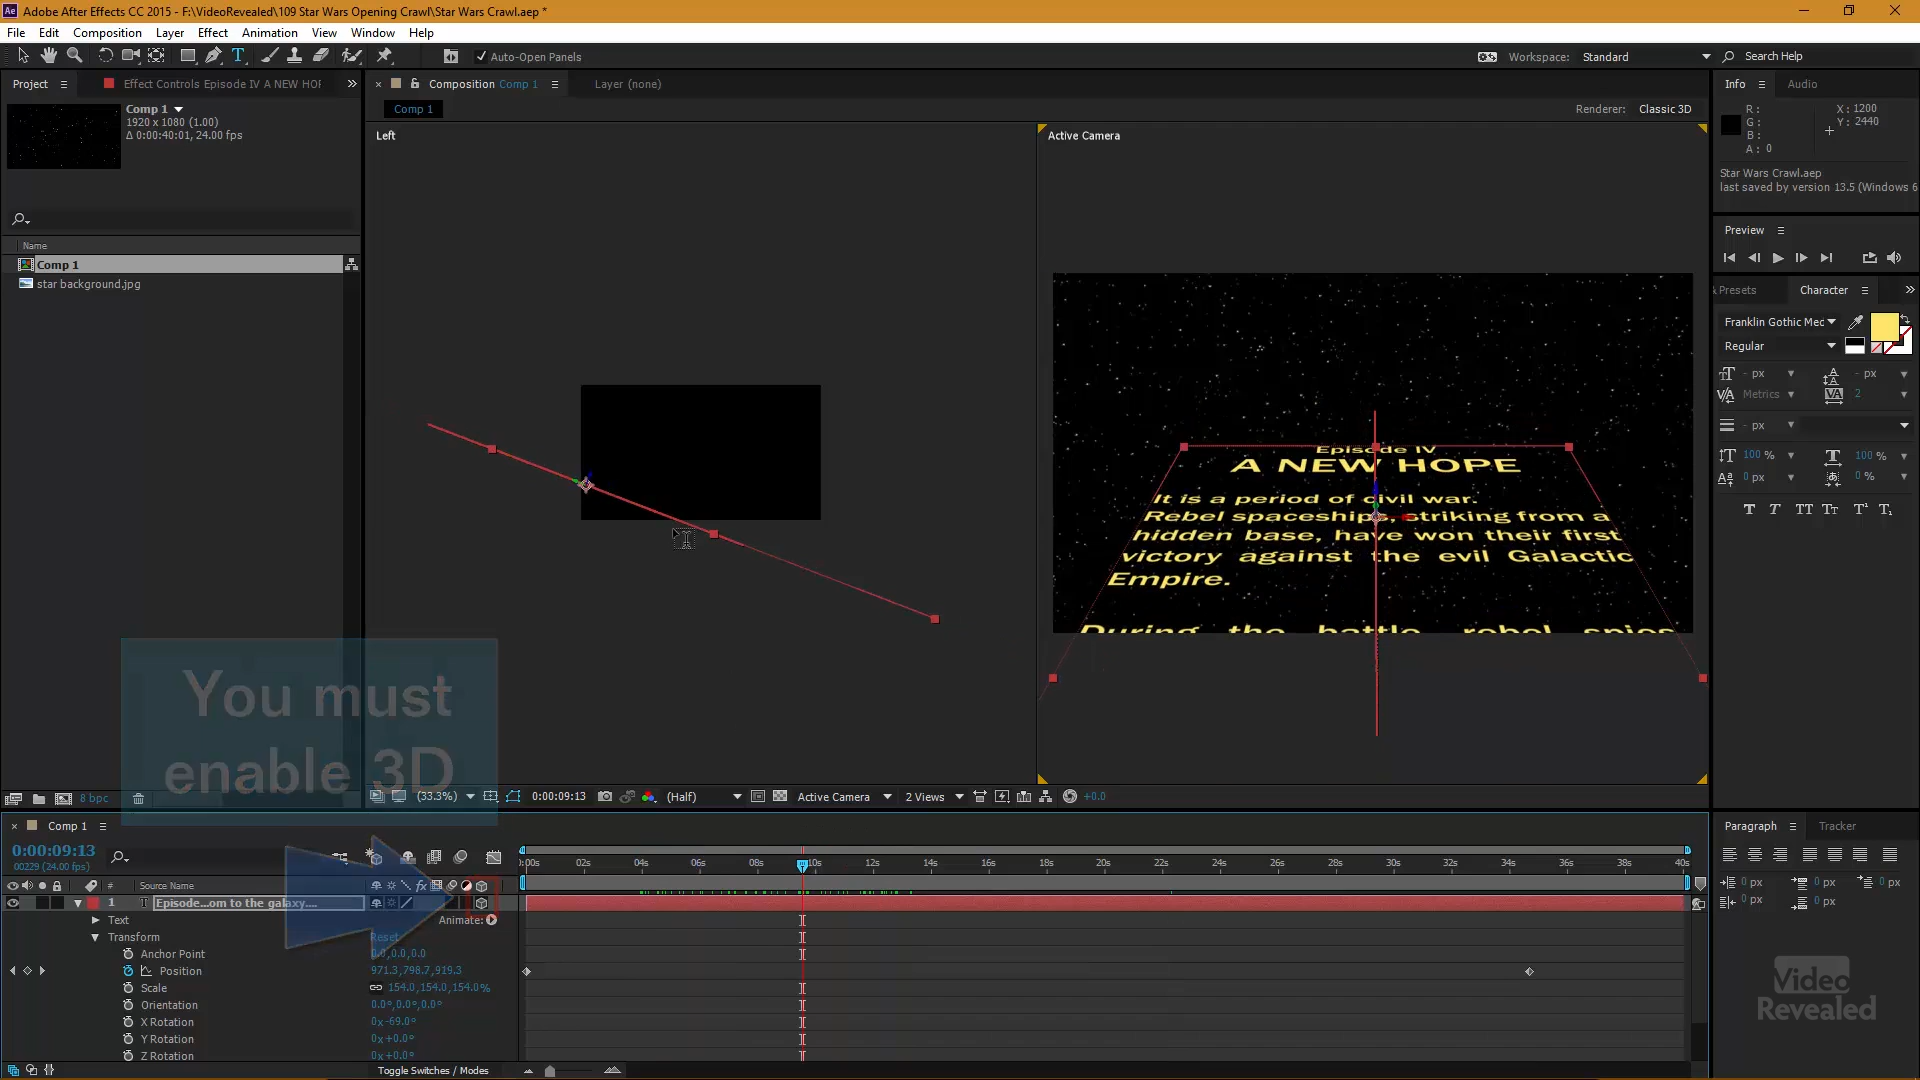 Adobe After Effects CC 2015 - F:\VideoRevealed\109 Star Wars Opening Crawl\Star Wars Crawl.aep *
File Edit Composition Layer Effect Animation View Window Help
Auto-Open Panels
Workspace: Standard
Search Help
Project
Effect Controls Episode IV A NEW HOI
Comp 1
1920 x 1080 (1.00)
Δ 0:00:40:01, 24.00 fps
Name
Comp 1
star background.jpg
8 bpc
Composition Comp 1
Layer (none)
Comp 1
Renderer: Classic 3D
Left
Active Camera
Episode IV
A NEW HOPE
It is a period of civil war.
Rebel spaceships, striking from a
hidden base, have won their first
victory against the evil Galactic
Empire.
During the battle, rebel spies
You must
enable 3D
(33.3%) 0:00:09:13 (Half) Active Camera 2 Views +0.0
Info Audio
R: X: 1200
G: Y: 2440
B:
A: 0
Star Wars Crawl.aep
last saved by version 13.5 (Windows 6
Preview
Presets Character
Franklin Gothic Mec
Regular
- px - px
Metrics 2
- px
100 % 100 %
0 px 0 %
T T TT Tt T¹ T₁
Paragraph Tracker
0 px 0 px 0 px
0 px 0 px
Comp 1
0:00:09:13
00229 (24.00 fps)
:00s 02s 04s 06s 08s 10s 12s 14s 16s 18s 20s 22s 24s 26s 28s 30s 32s 34s 36s 38s 40s
# Source Name
1 T Episode...om to the galaxy....
Text Animate:
Transform Reset
Anchor Point 0.0,0.0,0.0
Position 971.3,798.7,919.3
Scale 154.0,154.0,154.0%
Orientation 0.0°,0.0°,0.0°
X Rotation 0x-69.0°
Y Rotation 0x+0.0°
Z Rotation 0x+0.0°
Toggle Switches / Modes
Video
Revealed